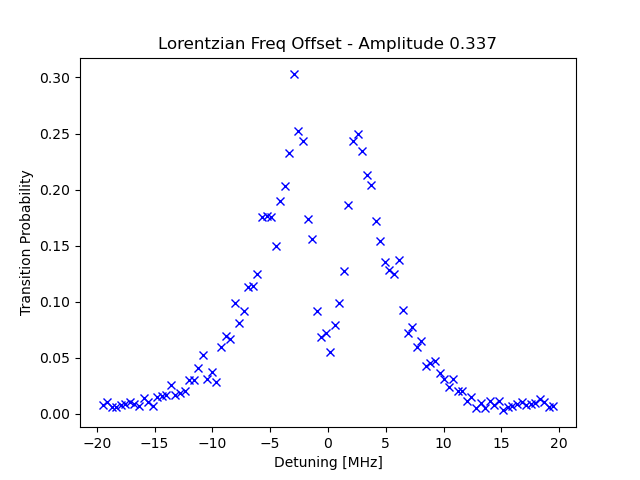 Lorentzian Freq Offset - Amplitude 0.337
0.30
0.25
0.20
0.15
0.10
0.05
0.00
Transition Probability
−20 −15 −10 −5 0 5 10 15 20
Detuning [MHz]